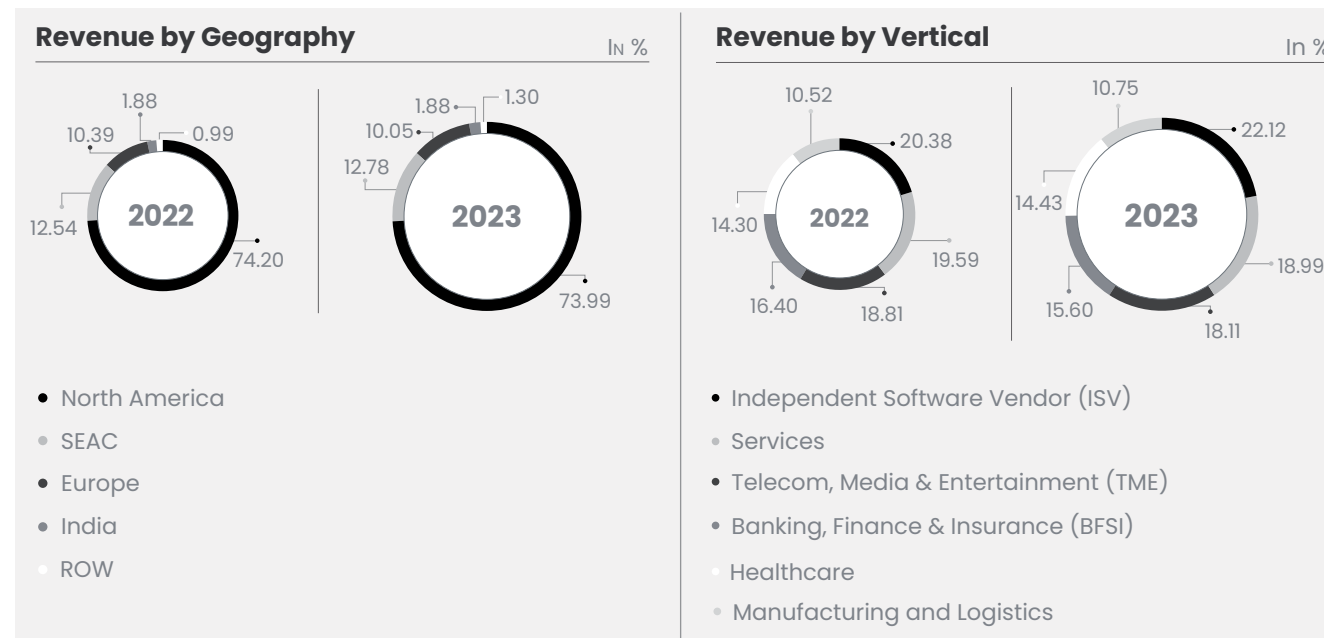 Revenue by Geography
IN %
1.88
10.39
0.99
12.54
2022
74.20
1.88
1.30
10.05
12.78
2023
73.99
North America
SEAC
Europe
India
ROW
Revenue by Vertical
In %
10.52
20.38
14.30
2022
19.59
16.40
18.81
10.75
22.12
14.43
2023
18.99
15.60
18.11
Independent Software Vendor (ISV)
Services
Telecom, Media & Entertainment (TME)
Banking, Finance & Insurance (BFSI)
Healthcare
Manufacturing and Logistics